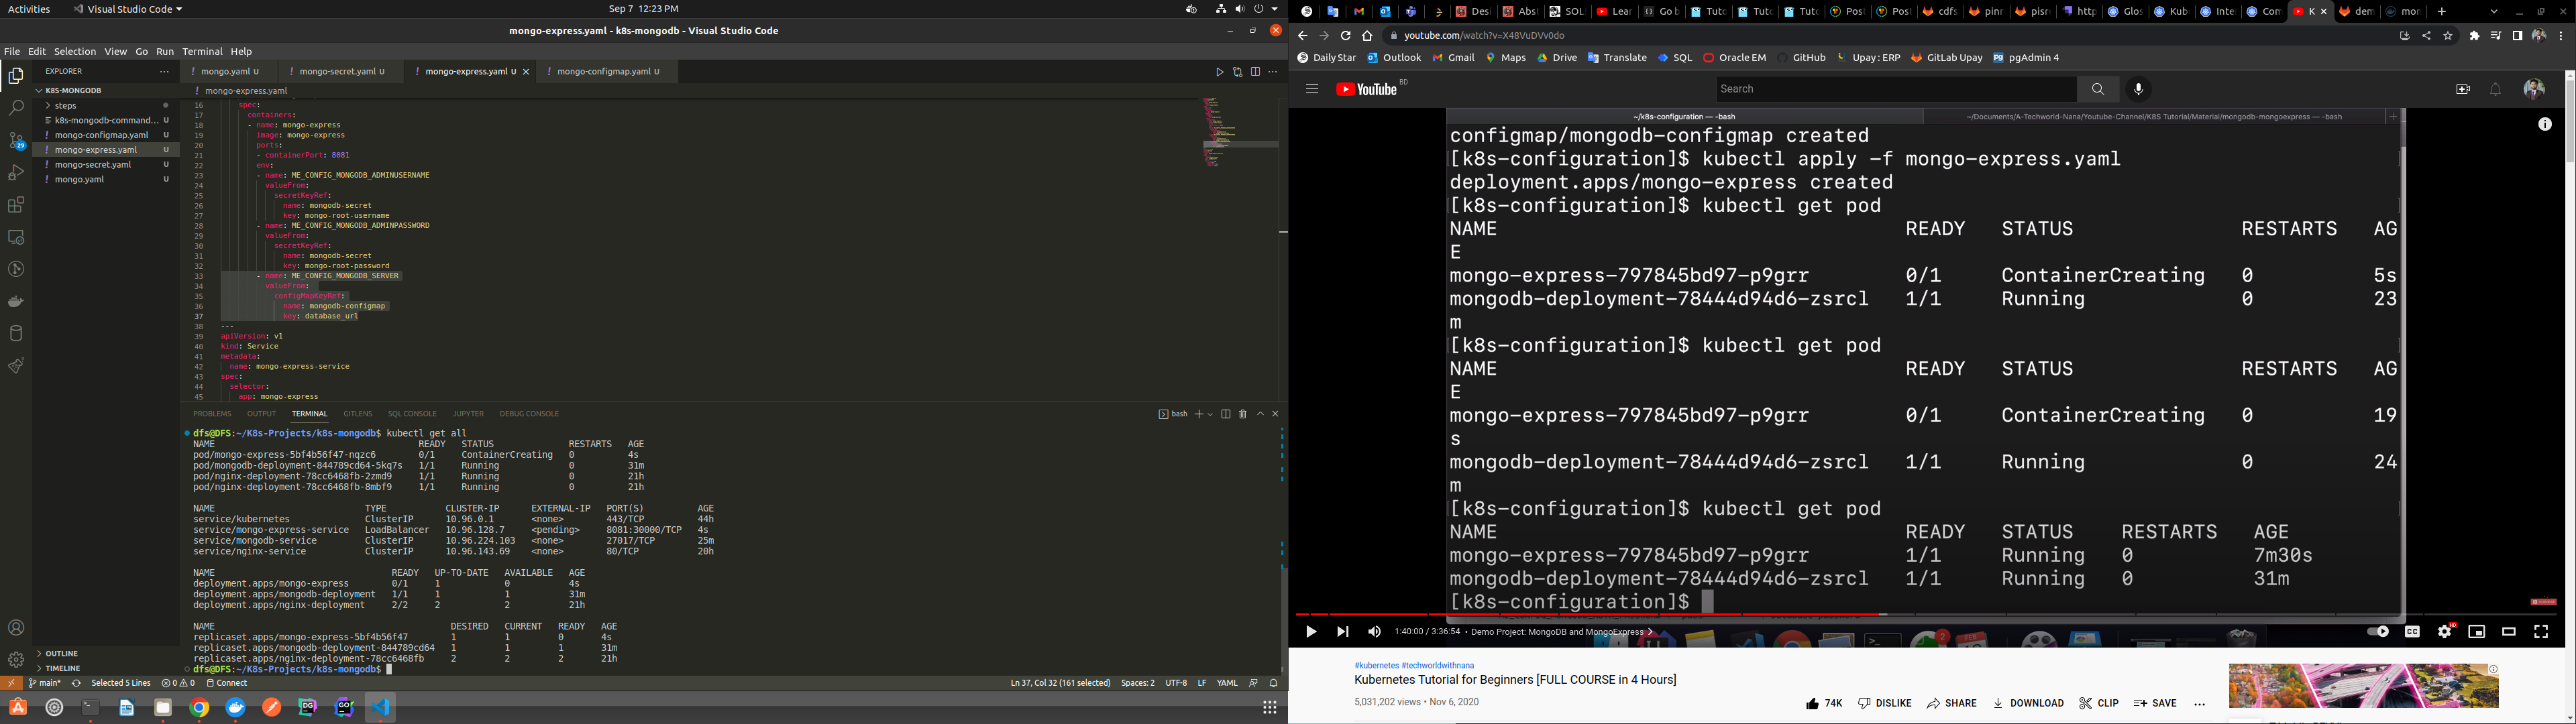 Activities
Visual Studio Code
Sep 7 12:23 PM
mongo-express.yaml - k8s-mongodb - Visual Studio Code
File Edit Selection View Go Run Terminal Help
EXPLORER
K8S-MONGODB
steps
k8s-mongodb-command... U
mongo-configmap.yaml U
mongo-express.yaml U
mongo-secret.yaml U
mongo.yaml U
29
OUTLINE
TIMELINE
mongo.yaml U
mongo-secret.yaml U
mongo-express.yaml U
mongo-configmap.yaml U
mongo-express.yaml
16 spec:
17 containers:
18 - name: mongo-express
19 image: mongo-express
20 ports:
21 - containerPort: 8081
22 env:
23 - name: ME_CONFIG_MONGODB_ADMINUSERNAME
24 valueFrom:
25 secretKeyRef:
26 name: mongodb-secret
27 key: mongo-root-username
28 - name: ME_CONFIG_MONGODB_ADMINPASSWORD
29 valueFrom:
30 secretKeyRef:
31 name: mongodb-secret
32 key: mongo-root-password
33 - name: ME_CONFIG_MONGODB_SERVER
34 valueFrom:
35 configMapKeyRef:
36 name: mongodb-configmap
37 key: database_url
38 ---
39 apiVersion: v1
40 kind: Service
41 metadata:
42 name: mongo-express-service
43 spec:
44 selector:
45 app: mongo-express
PROBLEMS OUTPUT TERMINAL GITLENS SQL CONSOLE JUPYTER DEBUG CONSOLE
bash
dfs@DFS:~/K8s-Projects/k8s-mongodb$ kubectl get all
NAME READY STATUS RESTARTS AGE
pod/mongo-express-5bf4b56f47-nqzc6 0/1 ContainerCreating 0 4s
pod/mongodb-deployment-844789cd64-5kq7s 1/1 Running 0 31m
pod/nginx-deployment-78cc6468fb-2zmd9 1/1 Running 0 21h
pod/nginx-deployment-78cc6468fb-8mbf9 1/1 Running 0 21h
NAME TYPE CLUSTER-IP EXTERNAL-IP PORT(S) AGE
service/kubernetes ClusterIP 10.96.0.1 <none> 443/TCP 44h
service/mongo-express-service LoadBalancer 10.96.128.7 <pending> 8081:30000/TCP 4s
service/mongodb-service ClusterIP 10.96.224.103 <none> 27017/TCP 25m
service/nginx-service ClusterIP 10.96.143.69 <none> 80/TCP 20h
NAME READY UP-TO-DATE AVAILABLE AGE
deployment.apps/mongo-express 0/1 1 0 4s
deployment.apps/mongodb-deployment 1/1 1 1 31m
deployment.apps/nginx-deployment 2/2 2 2 21h
NAME DESIRED CURRENT READY AGE
replicaset.apps/mongo-express-5bf4b56f47 1 1 0 4s
replicaset.apps/mongodb-deployment-844789cd64 1 1 1 31m
replicaset.apps/nginx-deployment-78cc6468fb 2 2 2 21h
dfs@DFS:~/K8s-Projects/k8s-mongodb$
main* Selected 5 Lines 0 0 Connect
Ln 37, Col 32 (161 selected) Spaces: 2 UTF-8 LF YAML
Desi Abst SOL Lear Go b Tuto Tuto Tuto Post Post cdfs pinr pisre http Glos Kube Inte Com K dem mon
youtube.com/watch?v=X48VuDVv0do
Daily Star Outlook Gmail Maps Drive Translate SQL Oracle EM GitHub Upay : ERP GitLab Upay pgAdmin 4
YouTube BD
Search
~/k8s-configuration — -bash
~/Documents/A-Techworld-Nana/Youtube-Channel/K8S Tutorial/Material/mongodb-mongoexpress — -bash
configmap/mongodb-configmap created
[k8s-configuration]$ kubectl apply -f mongo-express.yaml
deployment.apps/mongo-express created
[k8s-configuration]$ kubectl get pod
NAME READY STATUS RESTARTS AG
E
mongo-express-797845bd97-p9grr 0/1 ContainerCreating 0 5s
mongodb-deployment-78444d94d6-zsrcl 1/1 Running 0 23
m
[k8s-configuration]$ kubectl get pod
NAME READY STATUS RESTARTS AG
E
mongo-express-797845bd97-p9grr 0/1 ContainerCreating 0 19
s
mongodb-deployment-78444d94d6-zsrcl 1/1 Running 0 24
m
[k8s-configuration]$ kubectl get pod
NAME READY STATUS RESTARTS AGE
mongo-express-797845bd97-p9grr 1/1 Running 0 7m30s
mongodb-deployment-78444d94d6-zsrcl 1/1 Running 0 31m
[k8s-configuration]$
1:40:00 / 3:36:54 • Demo Project: MongoDB and MongoExpress
#kubernetes #techworldwithnana
Kubernetes Tutorial for Beginners [FULL COURSE in 4 Hours]
5,031,202 views • Nov 6, 2020
74K DISLIKE SHARE DOWNLOAD CLIP SAVE